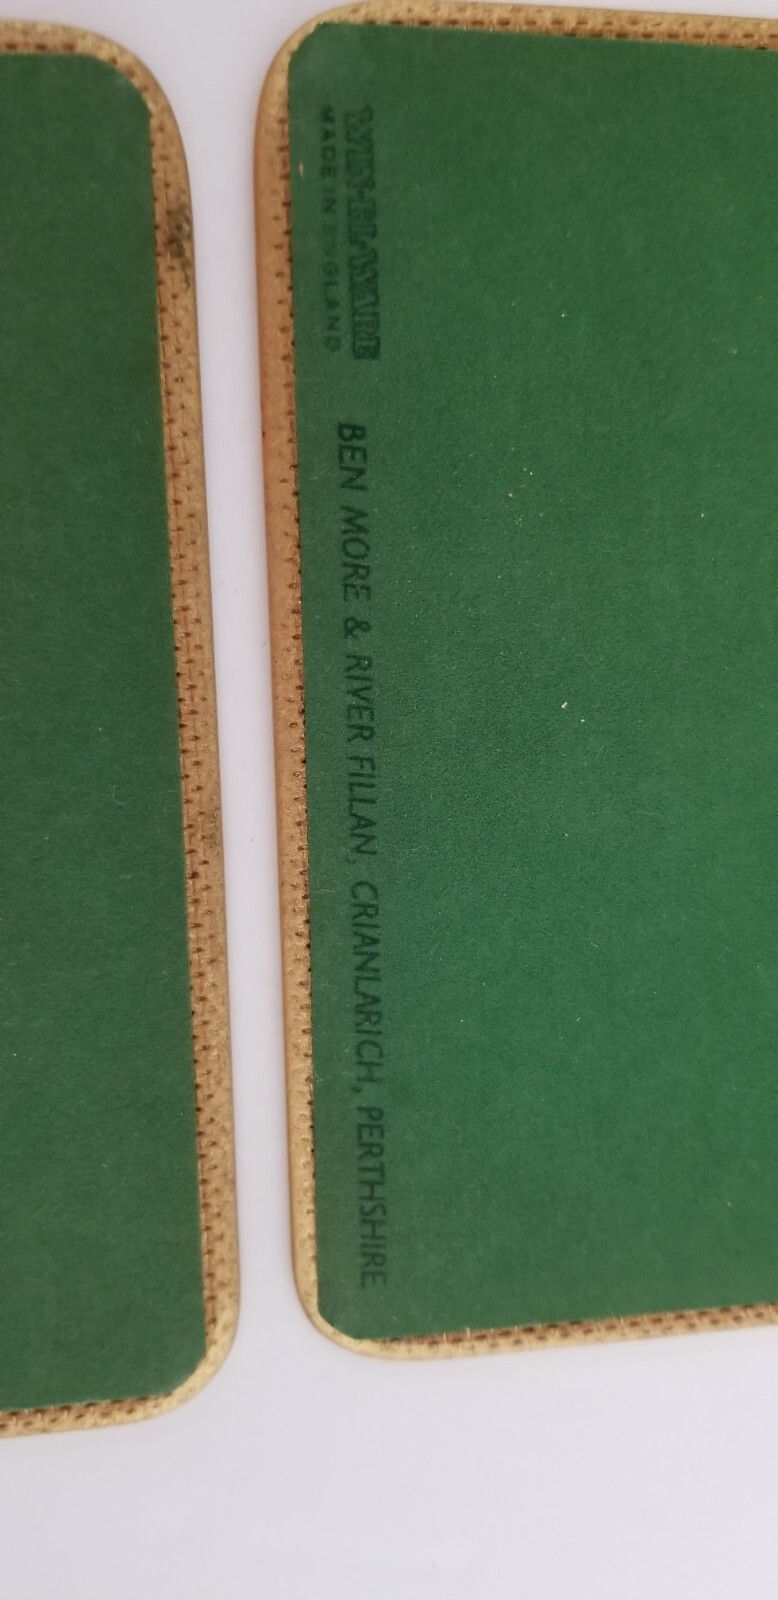 WIN-EL-WARE
MADE IN ENGLAND
BEN MORE & RIVER FILLAN, CRIANLARICH, PERTHSHIRE